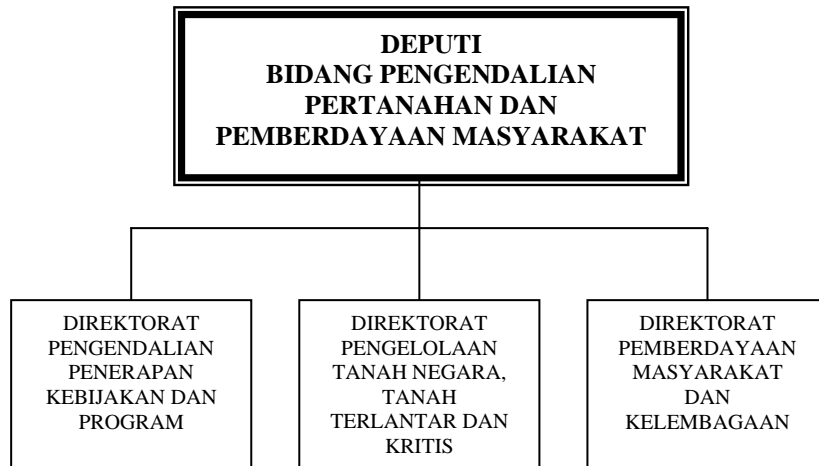 DEPUTI
BIDANG PENGENDALIAN
PERTANAHAN DAN
PEMBERDAYAAN MASYARAKAT
DIREKTORAT
PENGENDALIAN
PENERAPAN
KEBIJAKAN DAN
PROGRAM
DIREKTORAT
PENGELOLAAN
TANAH NEGARA,
TANAH
TERLANTAR DAN
KRITIS
DIREKTORAT
PEMBERDAYAAN
MASYARAKAT
DAN
KELEMBAGAAN